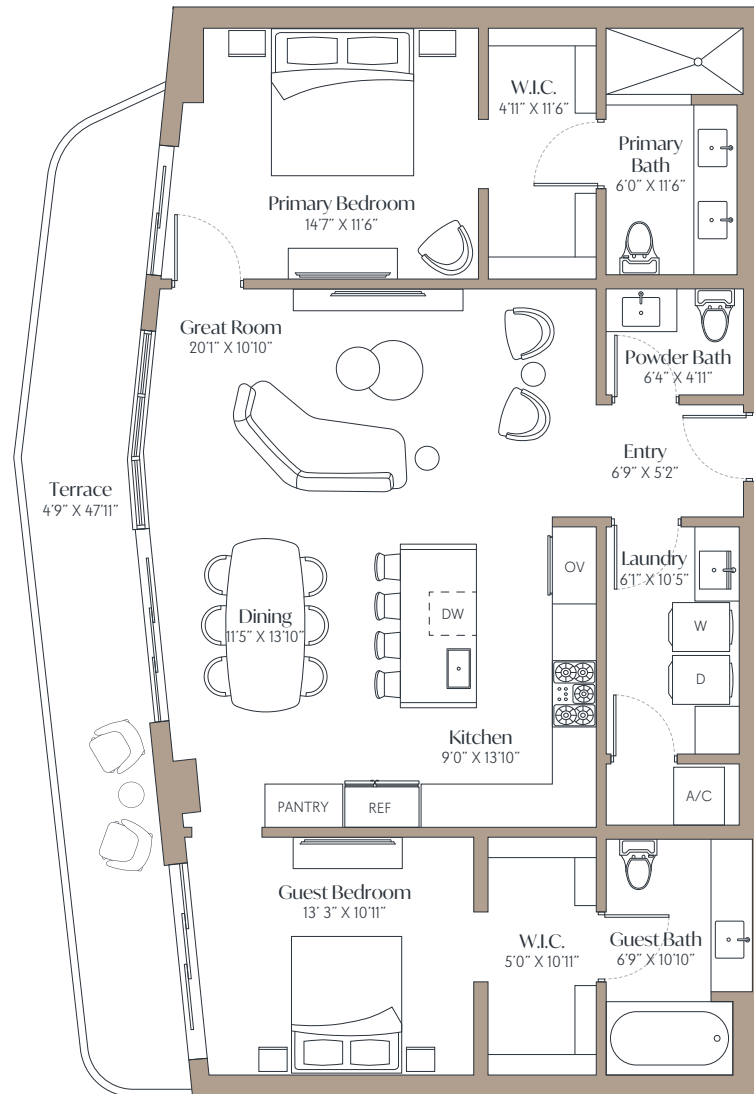 W.I.C.
4'11" X 11'6"
Primary
Bath
6'0" X 11'6"
Primary Bedroom
14'7" X 11'6"
Great Room
20'1" X 10'10"
Powder Bath
6'4" X 4'11"
Entry
6'9" X 5'2"
Terrace
4'9" X 47'11"
Laundry
6'1" X 10'5"
OV
Dining
11'5" X 13'10"
DW
W
D
Kitchen
9'0" X 13'10"
PANTRY
REF
A/C
Guest Bedroom
13' 3" X 10'11"
W.I.C.
5'0" X 10'11"
Guest Bath
6'9" X 10'10"